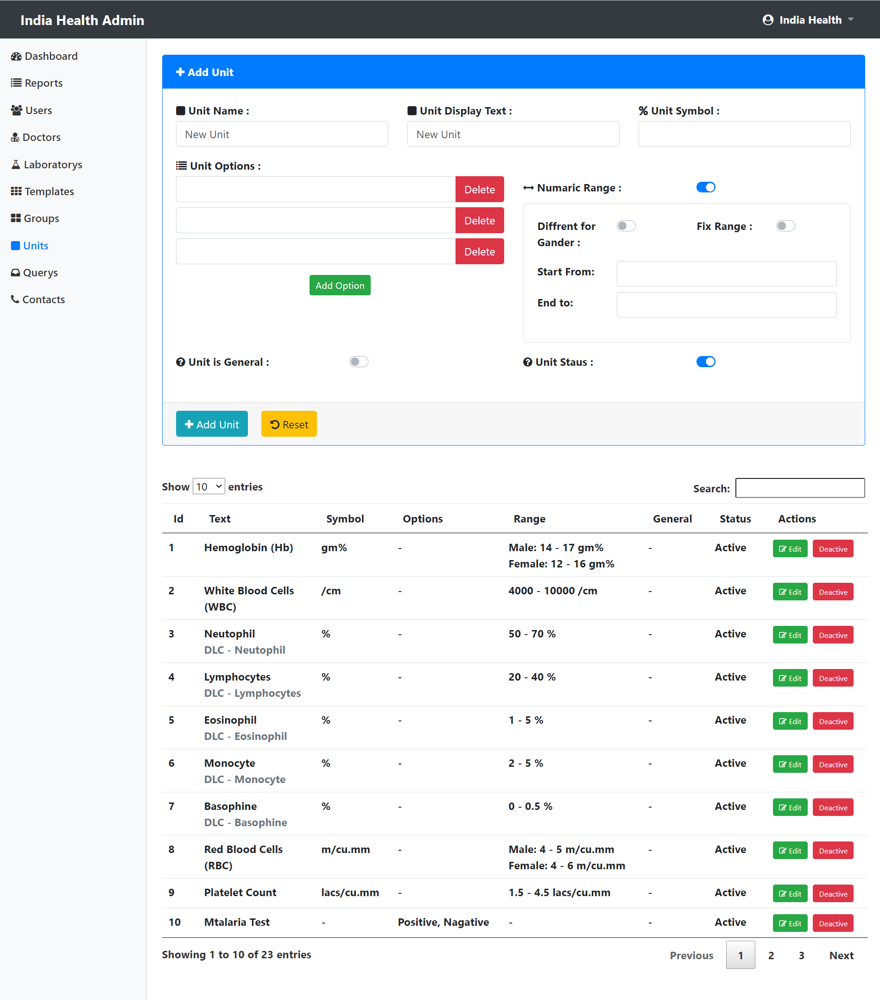 India Health Admin
India Health
Dashboard
Reports
Users
Doctors
Laboratorys
Templates
Groups
Units
Querys
Contacts
Add Unit
Unit Name :
Unit Display Text :
% Unit Symbol :
New Unit
New Unit
Unit Options :
Delete
Delete
Delete
Add Option
Numaric Range :
Diffrent for
Gander :
Fix Range :
Start From:
End to:
Unit is General :
Unit Staus :
Add Unit
Reset
Show 10 entries
Search:
Id Text Symbol Options Range General Status Actions
1 Hemoglobin (Hb) gm% - Male: 14 - 17 gm% - Active Edit Deactive
Female: 12 - 16 gm%
2 White Blood Cells /cm - 4000 - 10000 /cm - Active Edit Deactive
(WBC)
3 Neutophil % - 50 - 70 % - Active Edit Deactive
DLC - Neutophil
4 Lymphocytes % - 20 - 40 % - Active Edit Deactive
DLC - Lymphocytes
5 Eosinophil % - 1 - 5 % - Active Edit Deactive
DLC - Eosinophil
6 Monocyte % - 2 - 5 % - Active Edit Deactive
DLC - Monocyte
7 Basophine % - 0 - 0.5 % - Active Edit Deactive
DLC - Basophine
8 Red Blood Cells m/cu.mm - Male: 4 - 5 m/cu.mm - Active Edit Deactive
(RBC) Female: 4 - 6 m/cu.mm
9 Platelet Count lacs/cu.mm - 1.5 - 4.5 lacs/cu.mm - Active Edit Deactive
10 Mtalaria Test - Positive, Nagative - - Active Edit Deactive
Showing 1 to 10 of 23 entries
Previous 1 2 3 Next